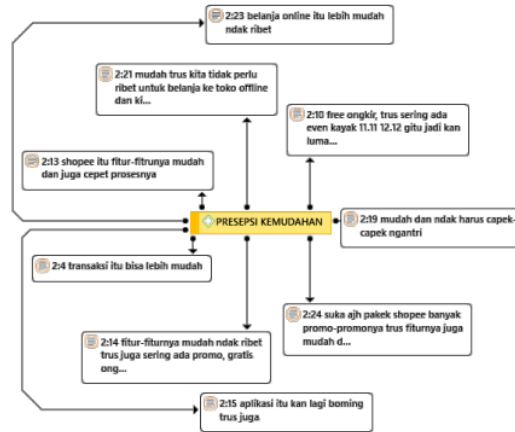 2:23 belanja online itu lebih mudah
ndak ribet
2:21 mudah trus kita tidak perlu
ribet untuk belanja ke toko offline
dan ki...
2:10 free ongkir, trus sering ada
even kayak 11.11 12.12 gitu jadi kan
luma...
2:13 shopee itu fitur-fitrunya mudah
dan juga cepet prosesnya
PRESEPSI KEMUDAHAN
2:19 mudah dan ndak harus capek-
capek ngantri
2:4 transaksi itu bisa lebih mudah
2:24 suka ajh pakek shopee banyak
promo-promonya trus fiturnya juga
mudah d...
2:14 fitur-fiturnya mudah ndak ribet
trus juga sering ada promo, gratis
ong...
2:15 aplikasi itu kan lagi boming
trus juga